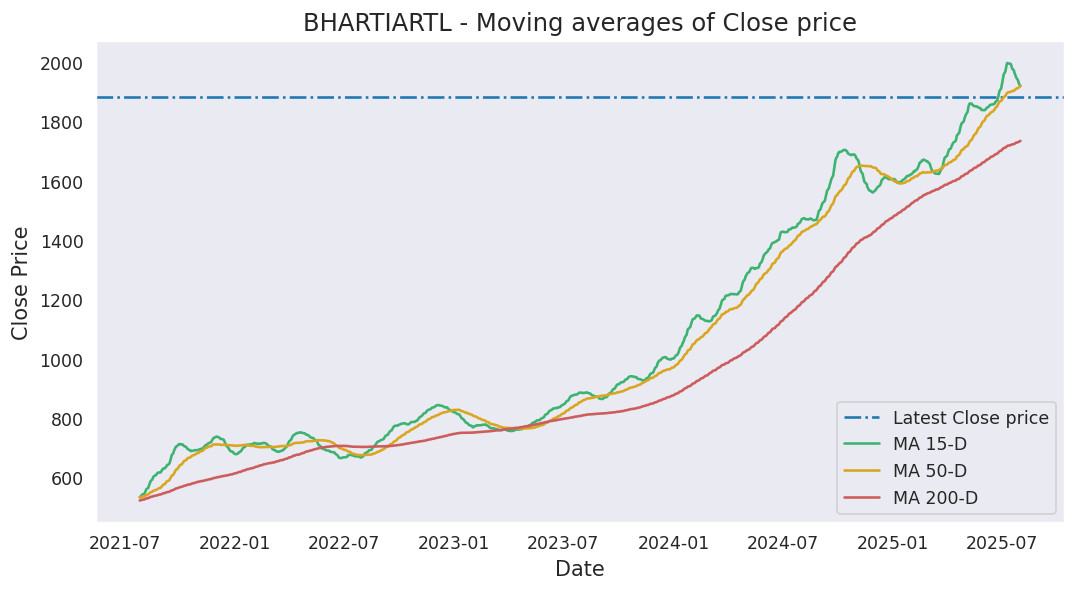 BHARTIARTL - Moving averages of Close price
Close Price
2000
1800
1600
1400
1200
1000
800
600
Latest Close price
MA 15-D
MA 50-D
MA 200-D
2021-07 2022-01 2022-07 2023-01 2023-07 2024-01 2024-07 2025-01 2025-07
Date